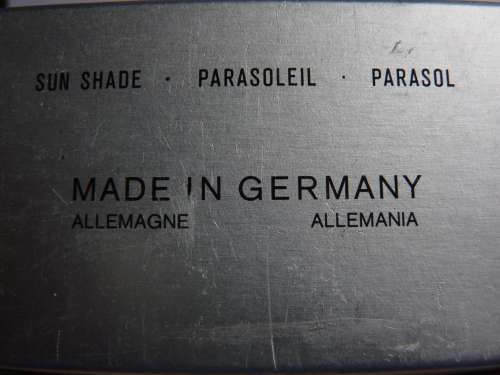 SUN SHADE · PARASOLEIL · PARASOL
MADE IN GERMANY
ALLEMAGNE ALLEMANIA